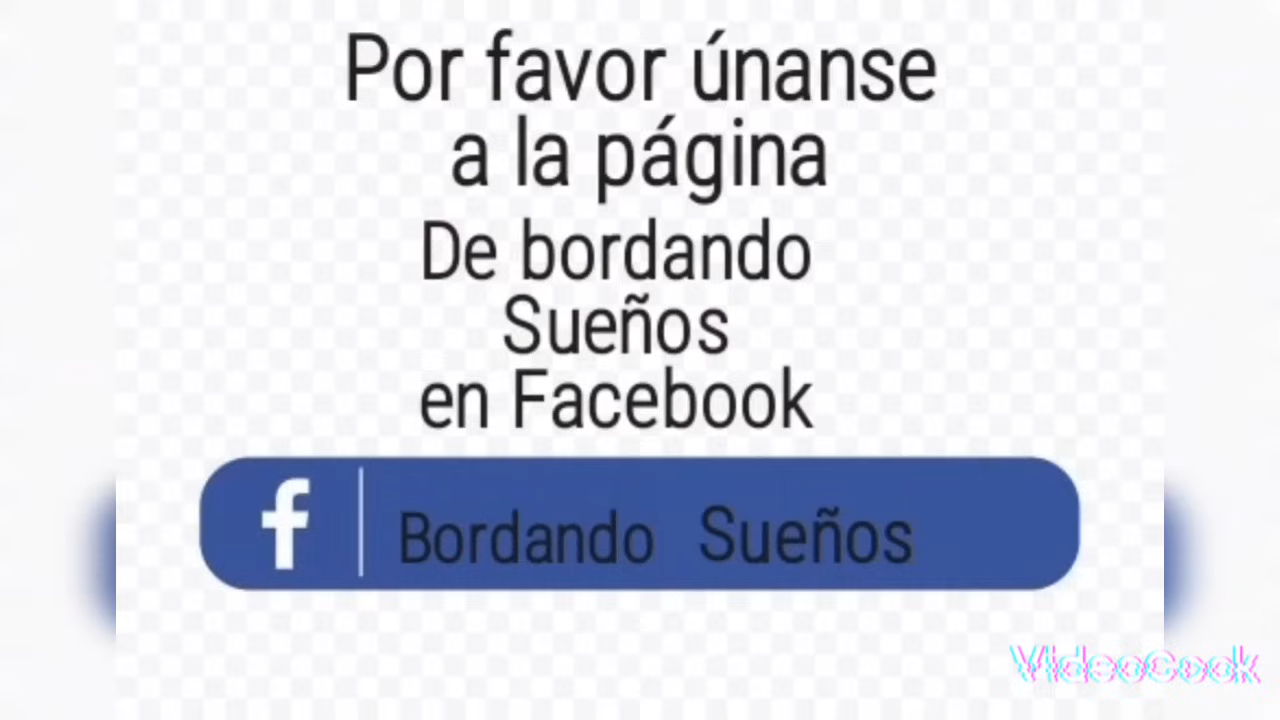 Por favor únanse
a la página
De bordando
Sueños
en Facebook
f Bordando Sueños
VideoCook